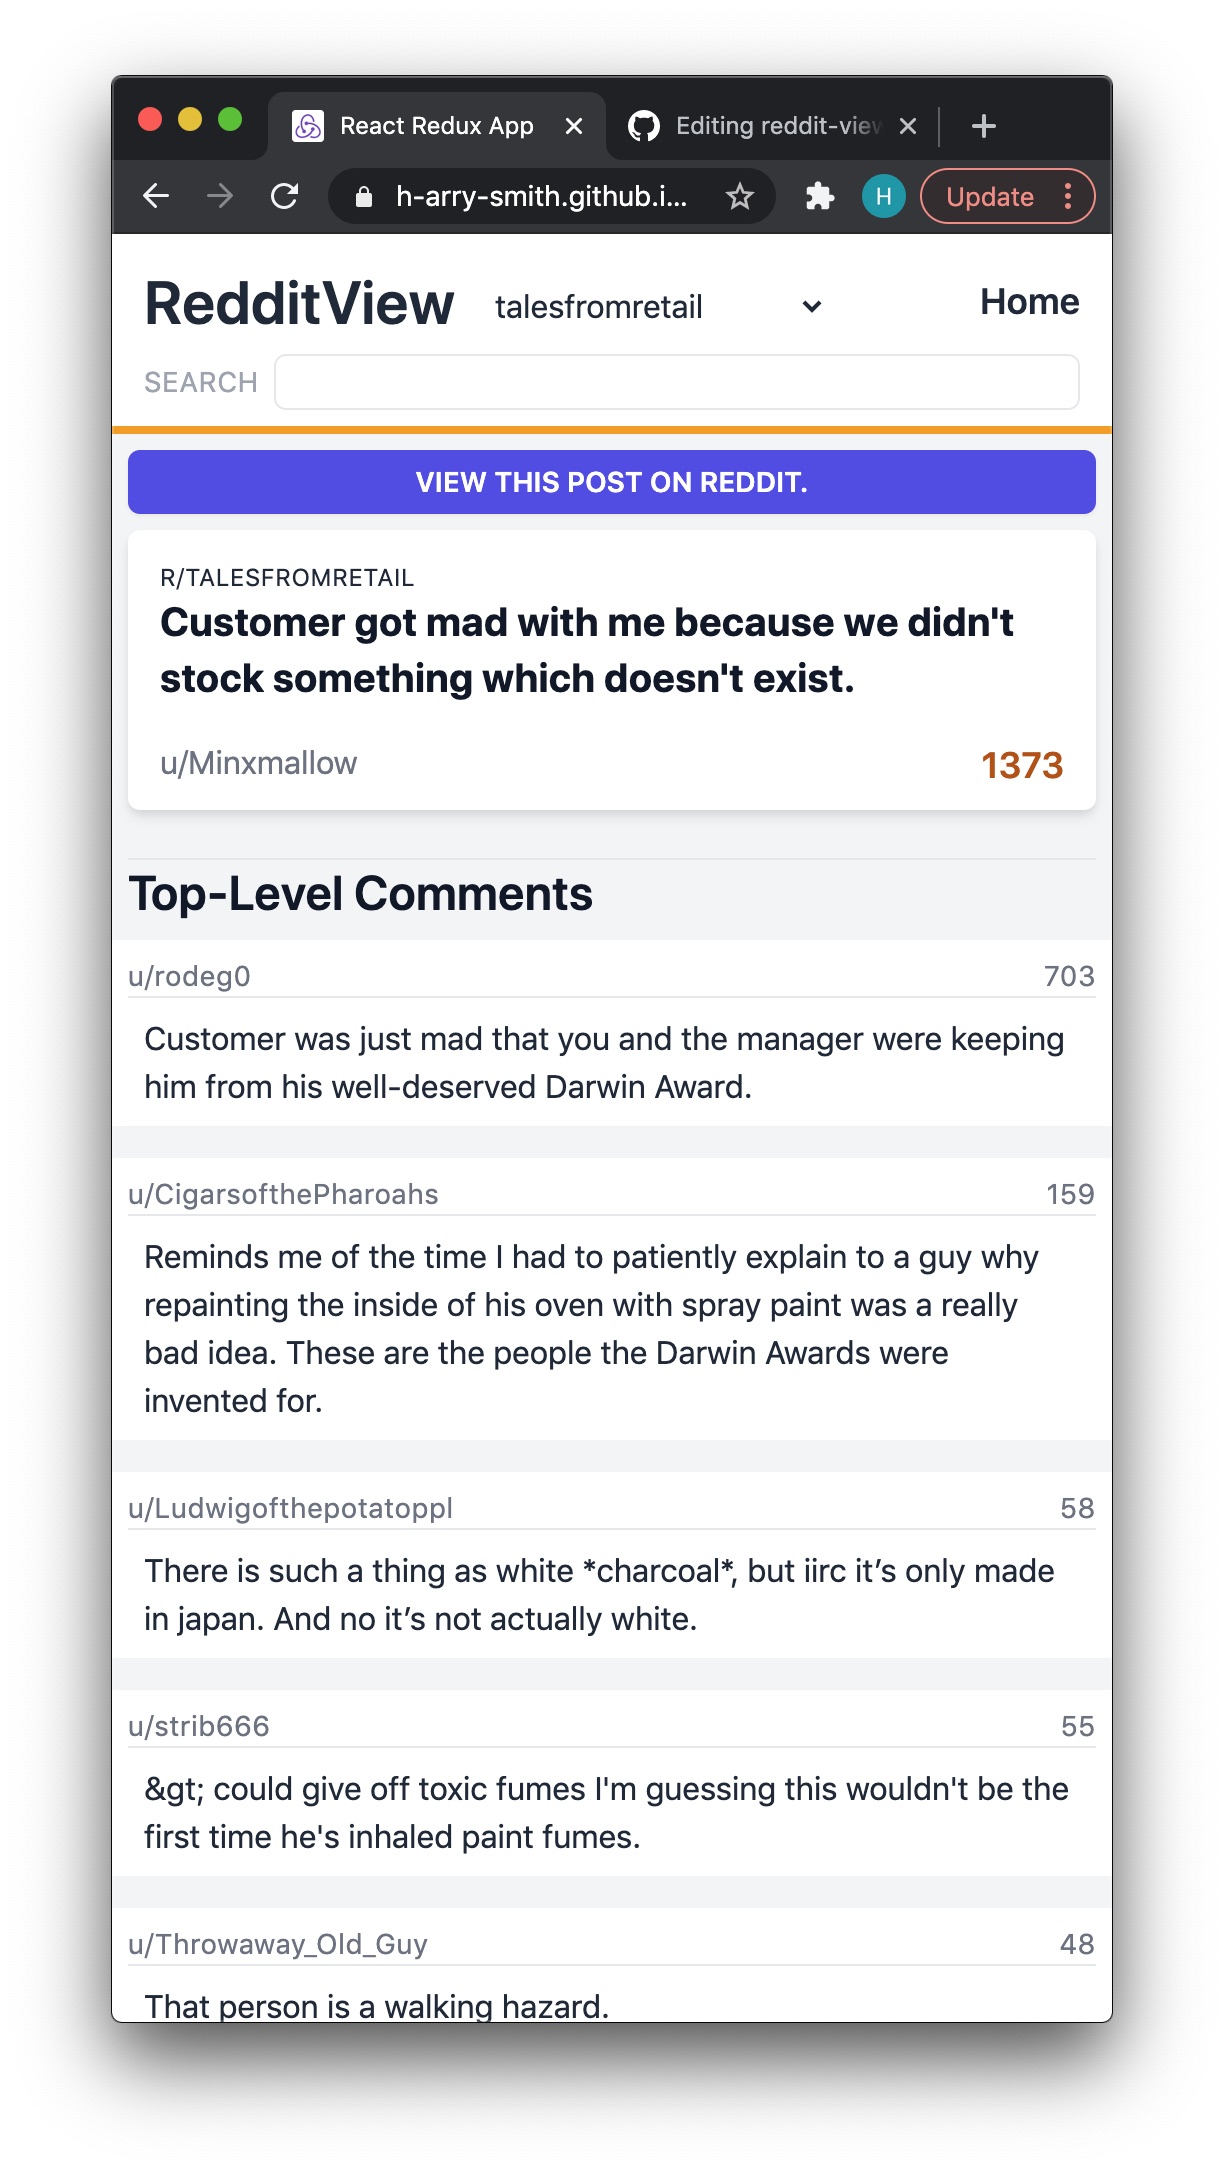 React Redux App
Editing reddit-view
h-arry-smith.github.i...
H
Update
RedditView
talesfromretail
Home
SEARCH
VIEW THIS POST ON REDDIT.
R/TALESFROMRETAIL
Customer got mad with me because we didn't
stock something which doesn't exist.
u/Minxmallow
1373
Top-Level Comments
u/rodeg0
703
Customer was just mad that you and the manager were keeping
him from his well-deserved Darwin Award.
u/CigarsofthePharoahs
159
Reminds me of the time I had to patiently explain to a guy why
repainting the inside of his oven with spray paint was a really
bad idea. These are the people the Darwin Awards were
invented for.
u/Ludwigofthepotatoppl
58
There is such a thing as white *charcoal*, but iirc it’s only made
in japan. And no it’s not actually white.
u/strib666
55
&gt; could give off toxic fumes I'm guessing this wouldn't be the
first time he's inhaled paint fumes.
u/Throwaway_Old_Guy
48
That person is a walking hazard.